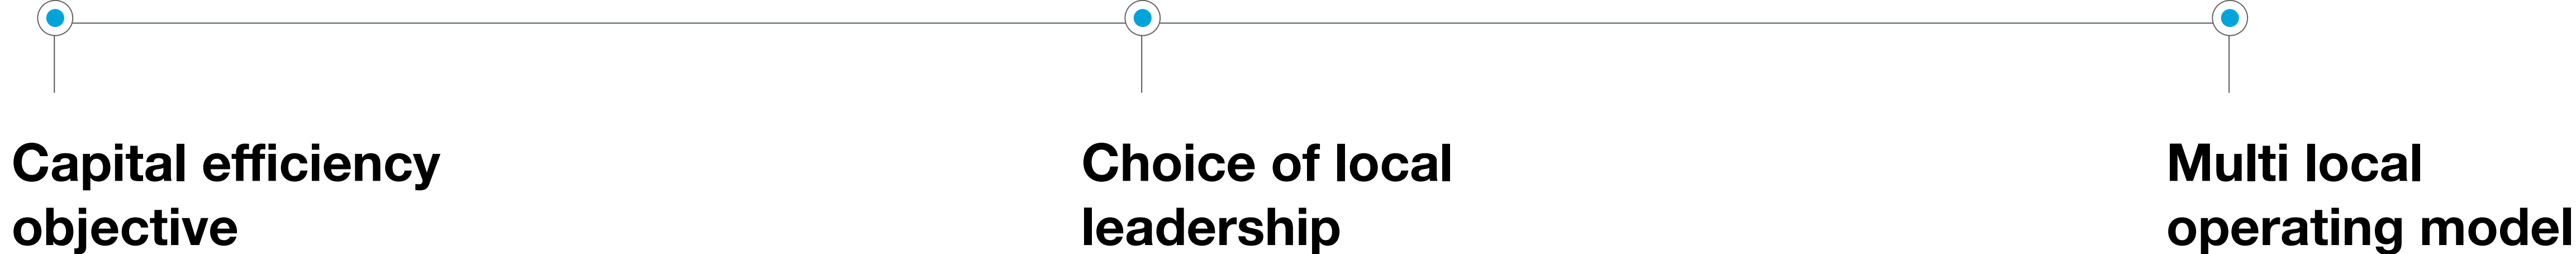 Capital efficiency
objective
Choice of local
leadership
Multi local
operating model